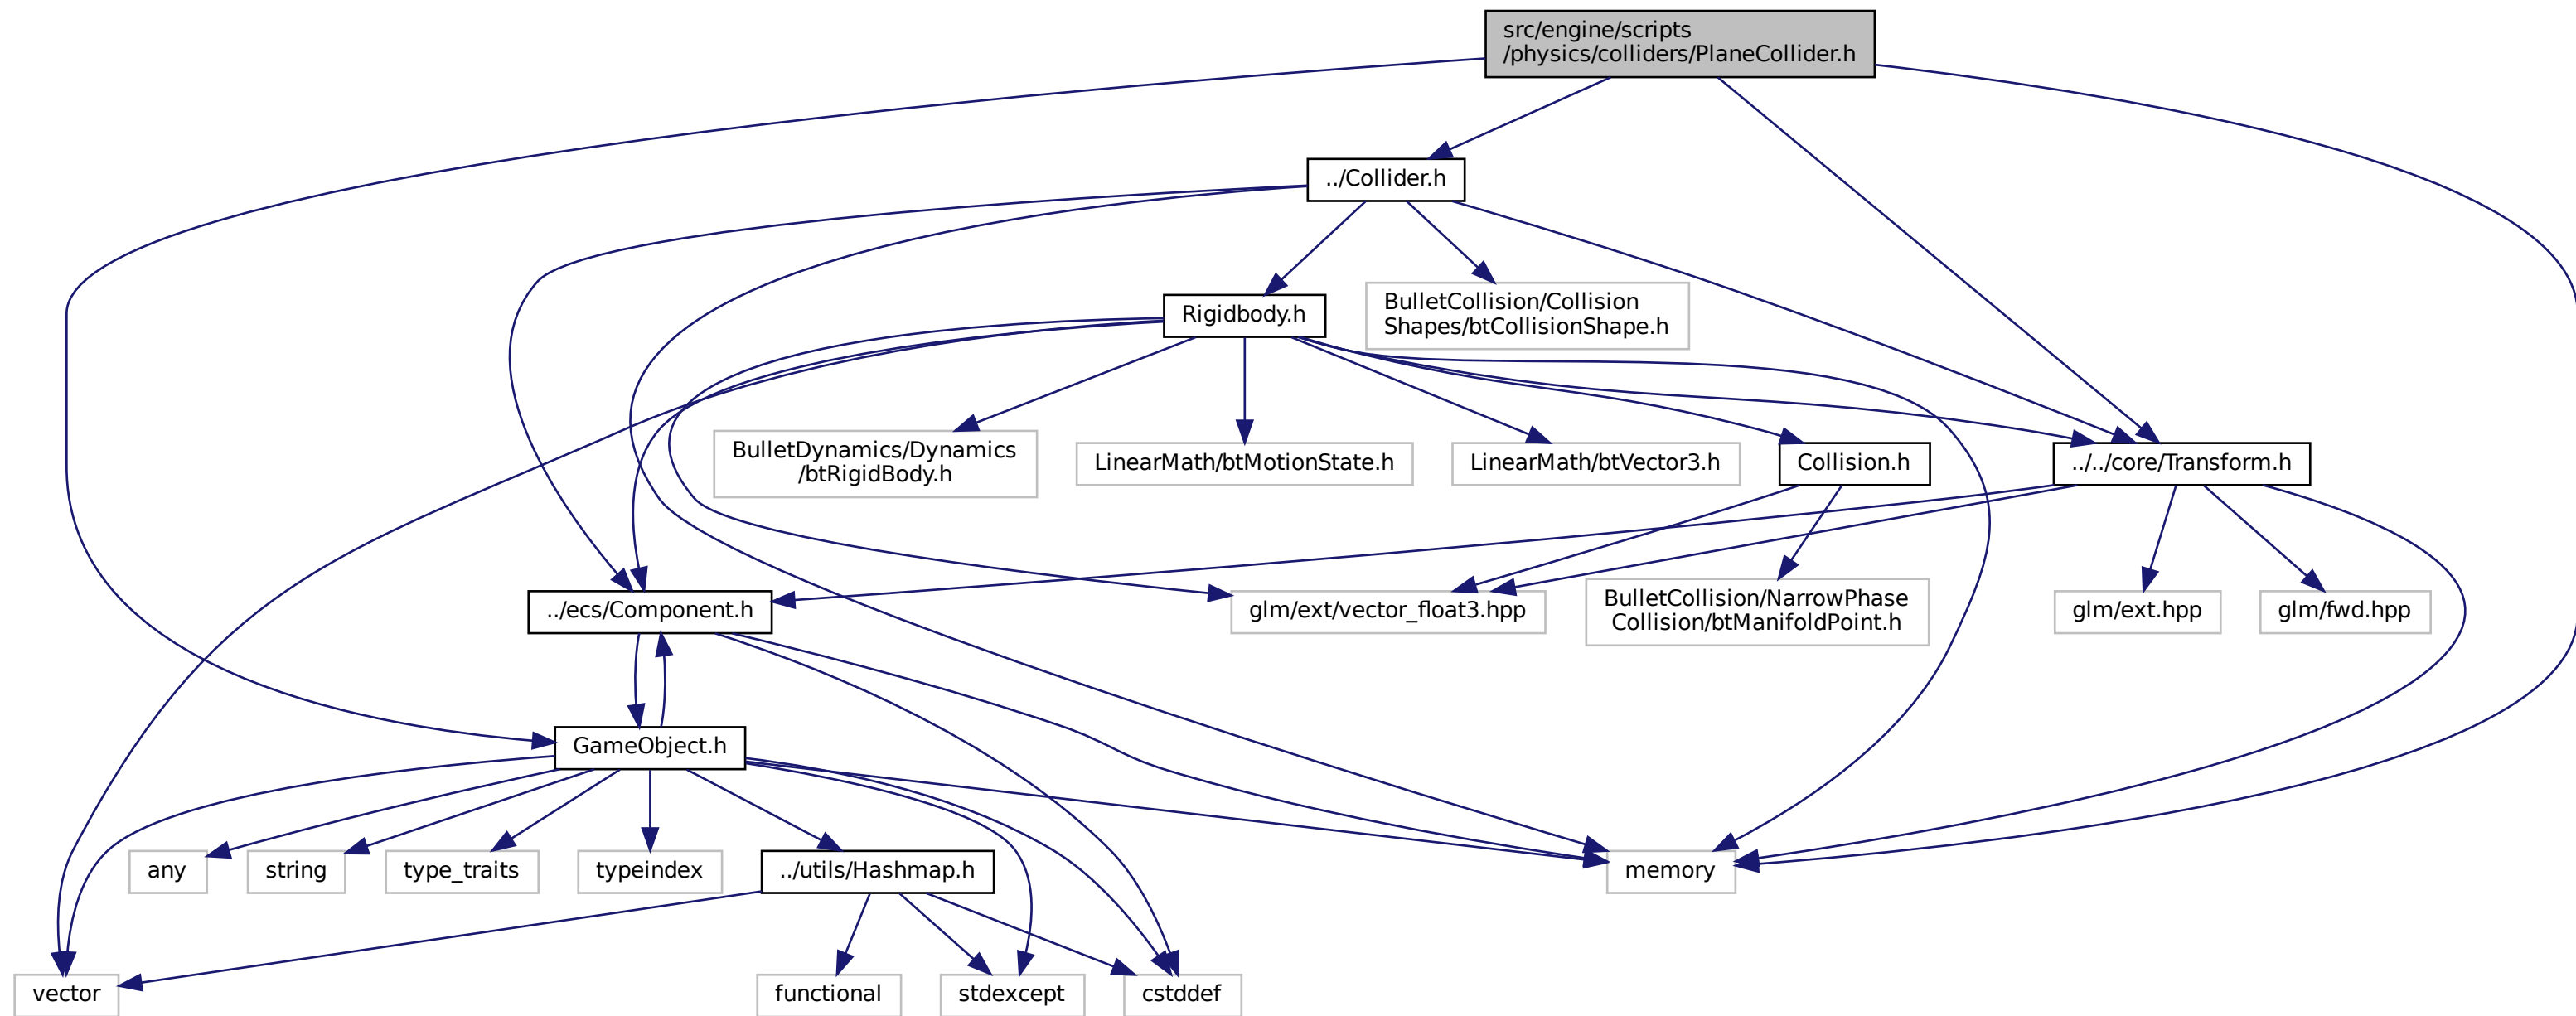 src/engine/scripts
/physics/colliders/PlaneCollider.h
../Collider.h
Rigidbody.h
BulletCollision/Collision
Shapes/btCollisionShape.h
BulletDynamics/Dynamics
/btRigidBody.h
LinearMath/btMotionState.h
LinearMath/btVector3.h
Collision.h
../../core/Transform.h
../ecs/Component.h
glm/ext/vector_float3.hpp
BulletCollision/NarrowPhase
Collision/btManifoldPoint.h
glm/ext.hpp
glm/fwd.hpp
GameObject.h
any
string
type_traits
typeindex
../utils/Hashmap.h
memory
vector
functional
stdexcept
cstddef